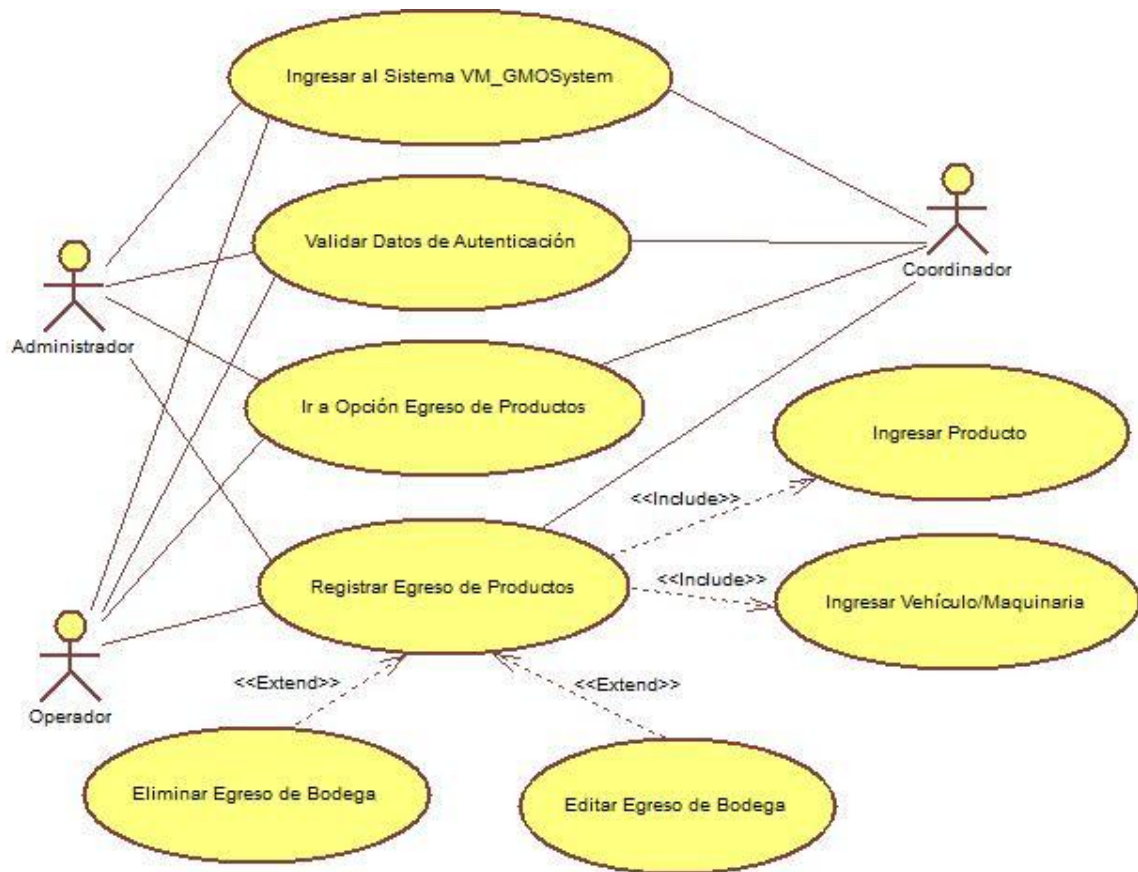 Ingresar al Sistema VM_GMOSystem
Validar Datos de Autenticación
Coordinador
Administrador
Ir a Opción Egreso de Productos
Ingresar Producto
<<Include>>
Registrar Egreso de Productos
<<Include>>
Ingresar Vehículo/Maquinaria
Operador
<<Extend>>
<<Extend>>
Eliminar Egreso de Bodega
Editar Egreso de Bodega